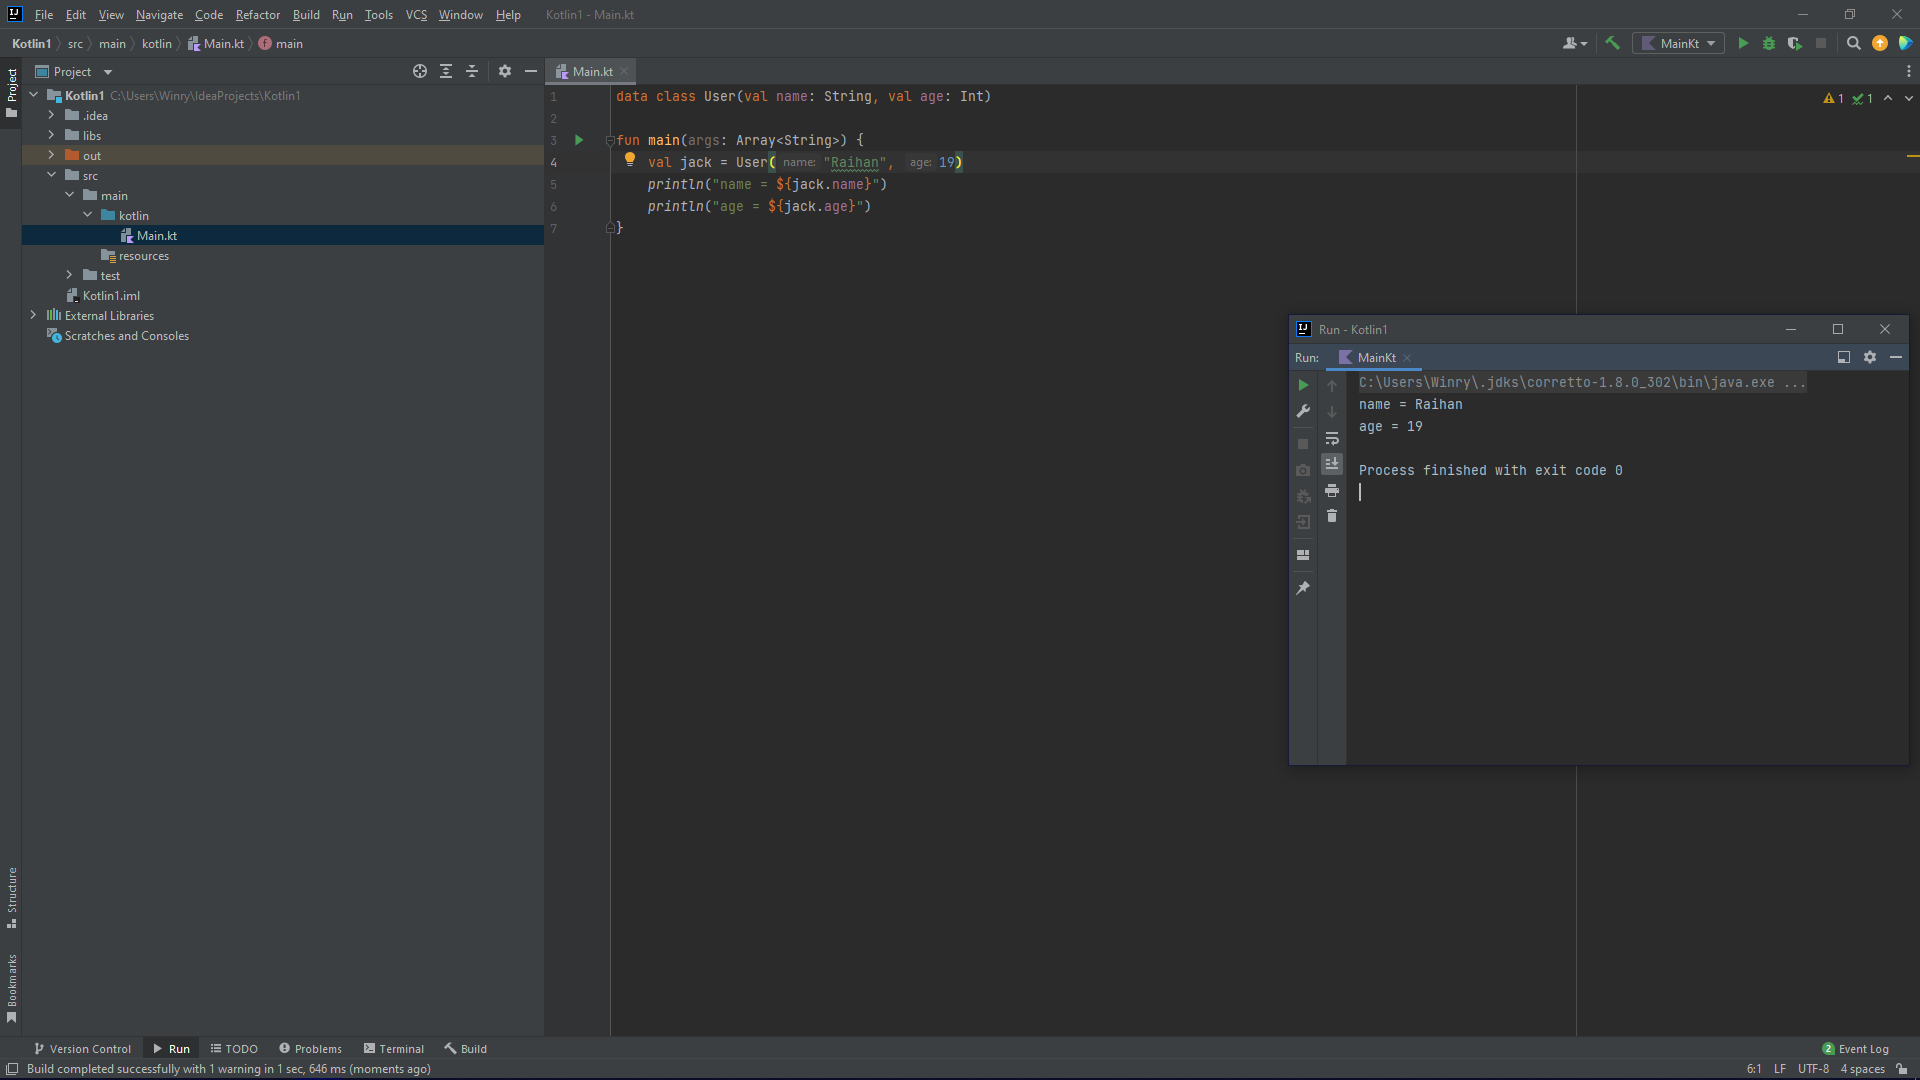 File Edit View Navigate Code Refactor Build Run Tools VCS Window Help Kotlin1 - Main.kt
Kotlin1 src main kotlin Main.kt main
MainKt
Project
Project
Main.kt
Kotlin1 C:\Users\Winry\IdeaProjects\Kotlin1
.idea
libs
out
src
main
kotlin
Main.kt
resources
test
Kotlin1.iml
External Libraries
Scratches and Consoles
1 data class User(val name: String, val age: Int)
2
3 fun main(args: Array<String>) {
4 val jack = User( name: "Raihan", age: 19)
5 println("name = ${jack.name}")
6 println("age = ${jack.age}")
7 }
1 1
Run - Kotlin1
Run: MainKt
C:\Users\Winry\.jdks\corretto-1.8.0_302\bin\java.exe ...
name = Raihan
age = 19
Process finished with exit code 0
Structure
Bookmarks
Version Control Run TODO Problems Terminal Build
2 Event Log
Build completed successfully with 1 warning in 1 sec, 646 ms (moments ago)
6:1 LF UTF-8 4 spaces